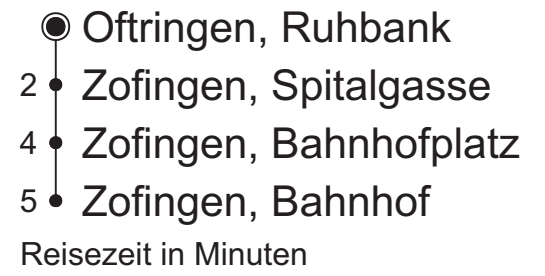 Oftringen, Ruhbank
2 Zofingen, Spitalgasse
4 Zofingen, Bahnhofplatz
5 Zofingen, Bahnhof
Reisezeit in Minuten